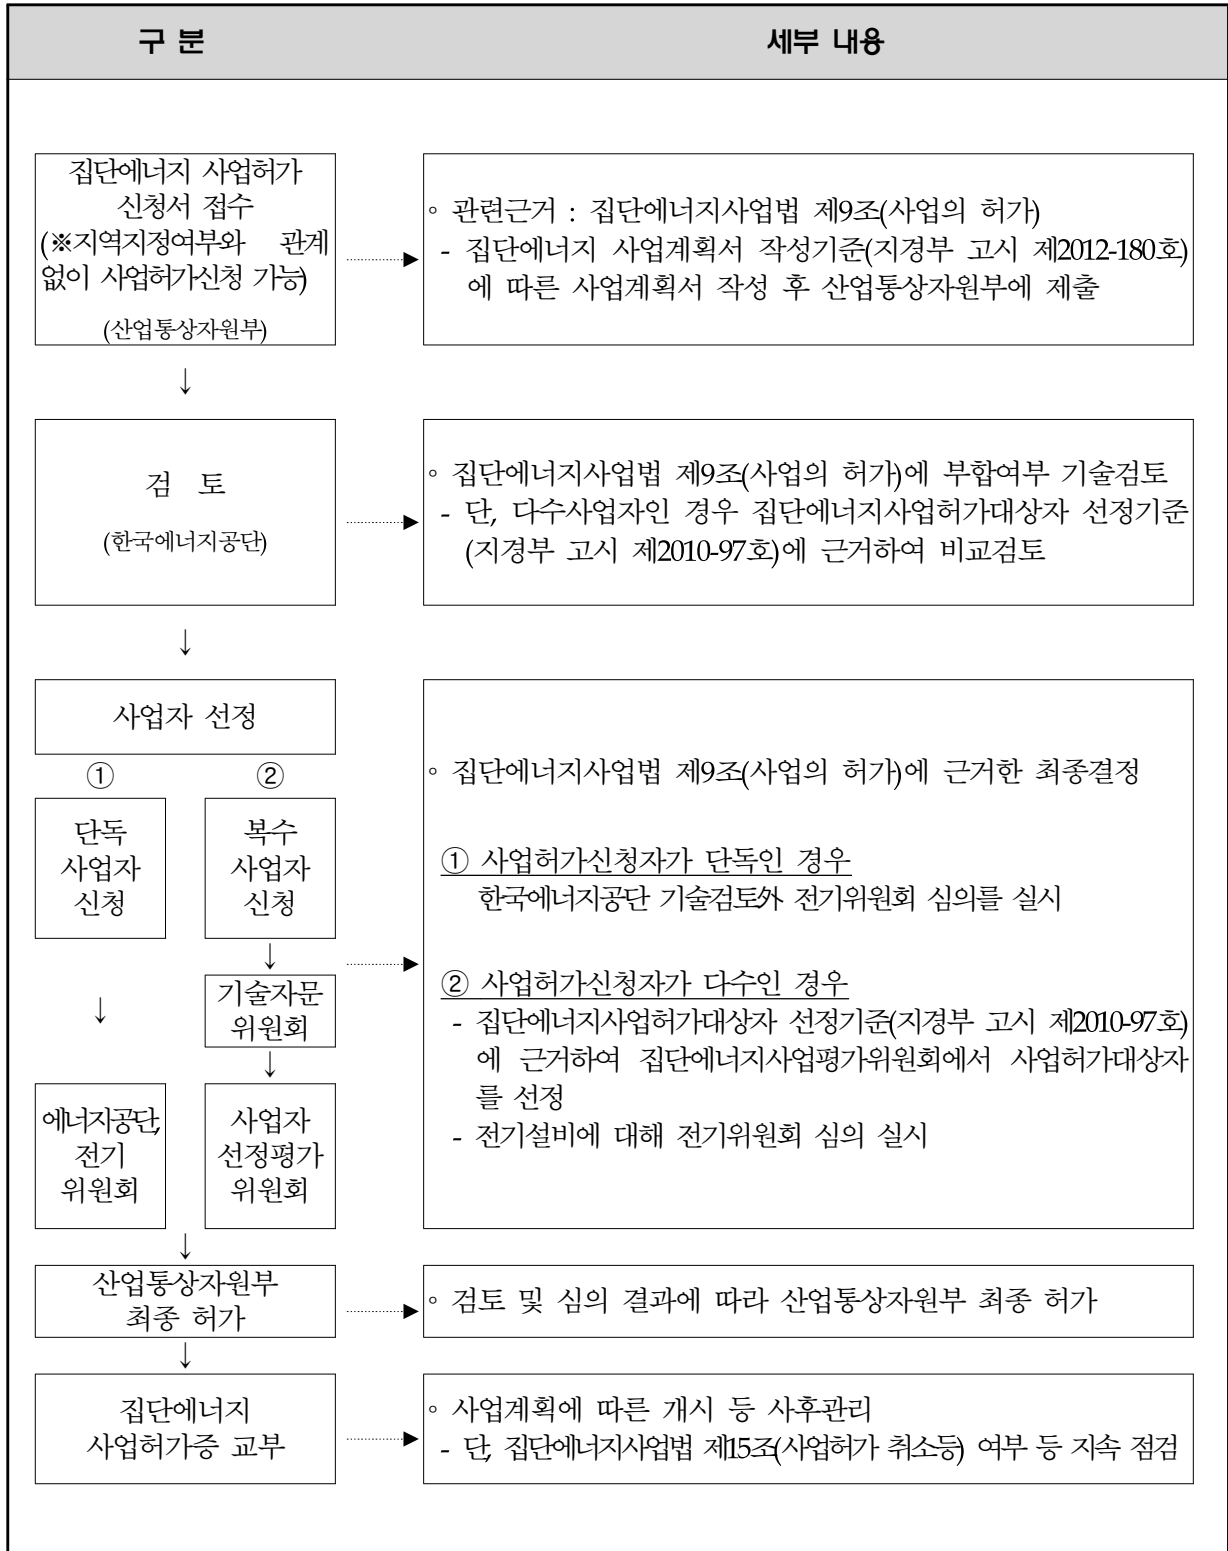 구 분
세부 내용
집단에너지 사업허가
신청서 접수
(※지역지정여부와 관계
없이 사업허가신청 가능)
(산업통상자원부)
◦ 관련근거 : 집단에너지사업법 제9조(사업의 허가)
- 집단에너지 사업계획서 작성기준(지경부 고시 제2012-180호)
에 따른 사업계획서 작성 후 산업통상자원부에 제출
↓
검 토
(한국에너지공단)
◦ 집단에너지사업법 제9조(사업의 허가)에 부합여부 기술검토
- 단, 다수사업자인 경우 집단에너지사업허가대상자 선정기준
(지경부 고시 제2010-97호)에 근거하여 비교검토
↓
사업자 선정
① ②
단독
사업자
신청
복수
사업자
신청
↓
기술자문
위원회
↓
↓
에너지공단,
전기
위원회
사업자
선정평가
위원회
◦ 집단에너지사업법 제9조(사업의 허가)에 근거한 최종결정
① 사업허가신청자가 단독인 경우
한국에너지공단 기술검토外 전기위원회 심의를 실시
② 사업허가신청자가 다수인 경우
- 집단에너지사업허가대상자 선정기준(지경부 고시 제2010-97호)
에 근거하여 집단에너지사업평가위원회에서 사업허가대상자
를 선정
- 전기설비에 대해 전기위원회 심의 실시
↓
산업통상자원부
최종 허가
◦ 검토 및 심의 결과에 따라 산업통상자원부 최종 허가
↓
집단에너지
사업허가증 교부
◦ 사업계획에 따른 개시 등 사후관리
- 단, 집단에너지사업법 제15조(사업허가 취소등) 여부 등 지속 점검